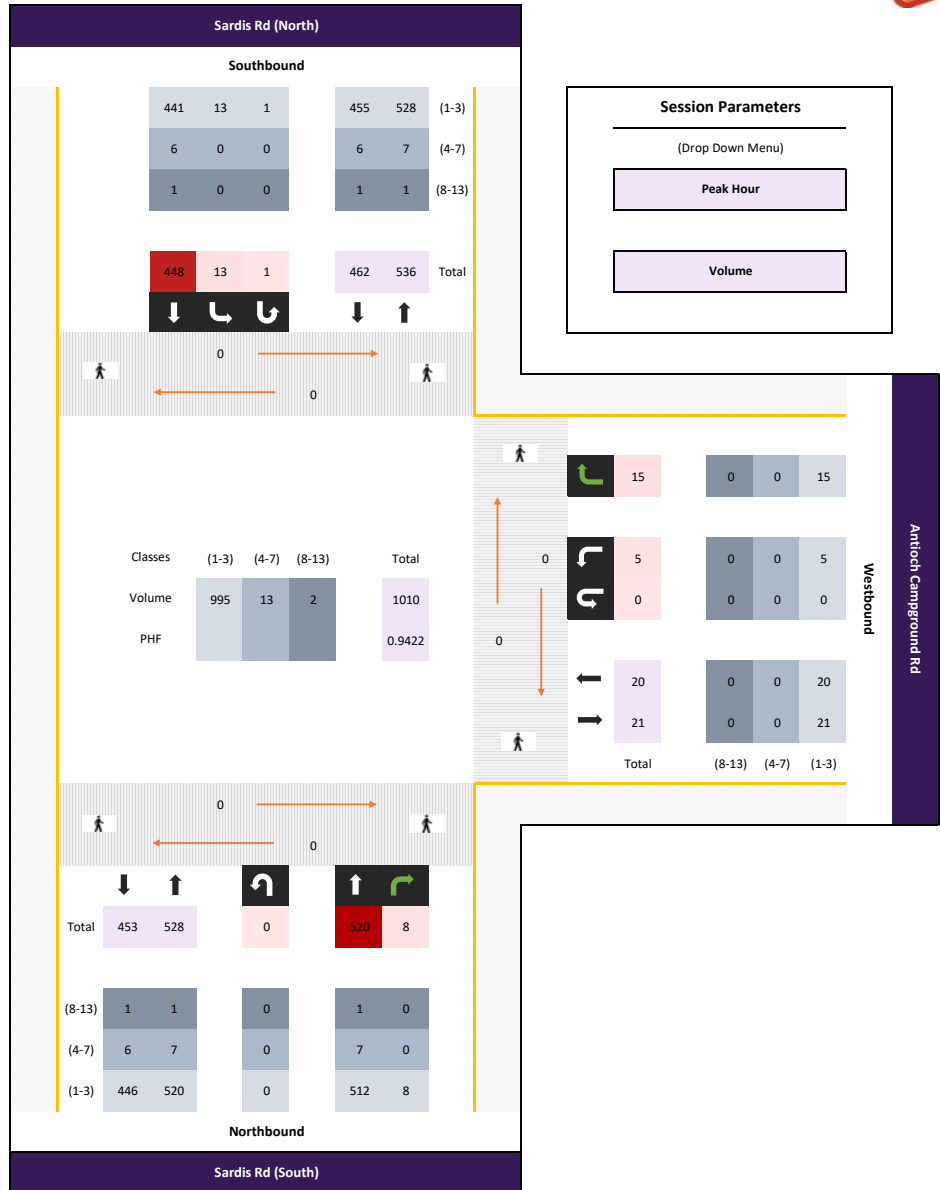 Sardis Rd (North)
Southbound
441 13 1 455 528 (1-3)
6 0 0 6 7 (4-7)
1 0 0 1 1 (8-13)
448 13 1 462 536 Total
0
0
Session Parameters
(Drop Down Menu)
Peak Hour
Volume
15 0 0 15
0 5 0 0 5
0 0 0 0
0
20 0 0 20
21 0 0 21
Total (8-13) (4-7) (1-3)
Westbound
Antioch Campground Rd
Classes (1-3) (4-7) (8-13) Total
Volume 995 13 2 1010
PHF 0.9422
0
0
Total 453 528 0 520 8
(8-13) 1 1 0 1 0
(4-7) 6 7 0 7 0
(1-3) 446 520 0 512 8
Northbound
Sardis Rd (South)